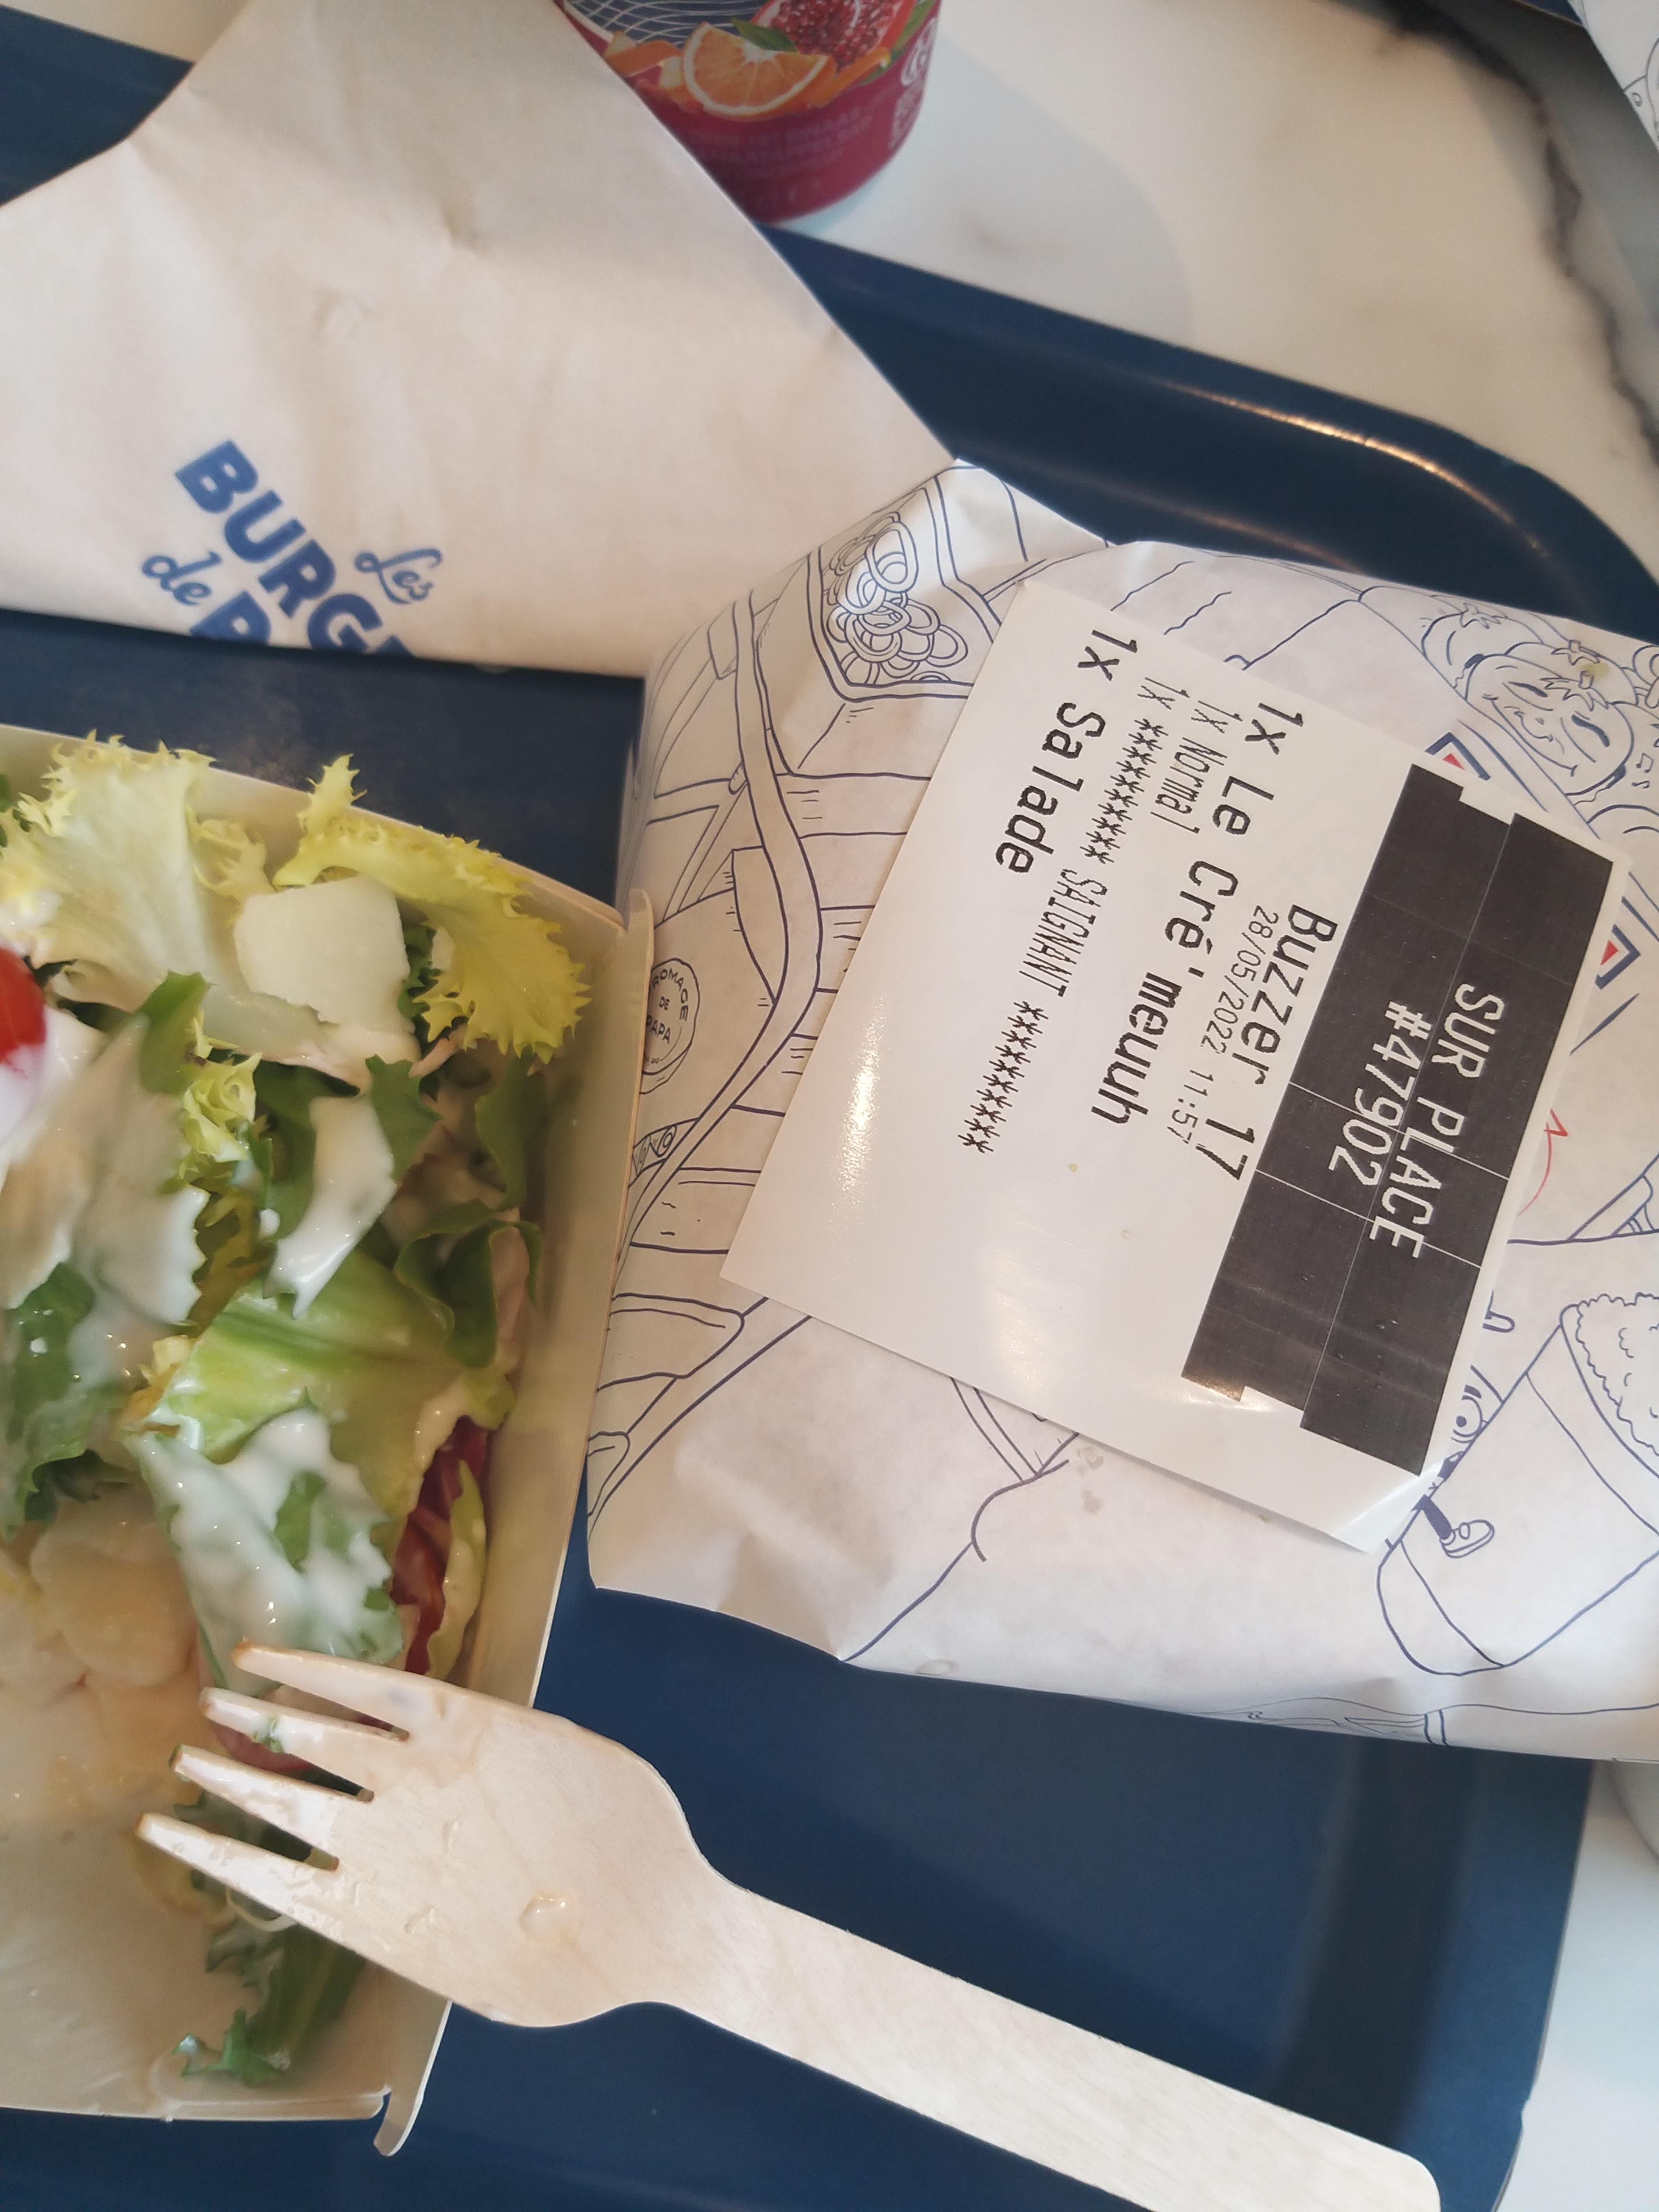 SUR PLACE
#47902
Buzzer 17
28/05/2022 11:57
1x Le Cré'meuuh
1x Normal
1x ********** SAIGNANT **********
1x Salade
Les
BURGE
de P
FROMAGE
DE
PAPA